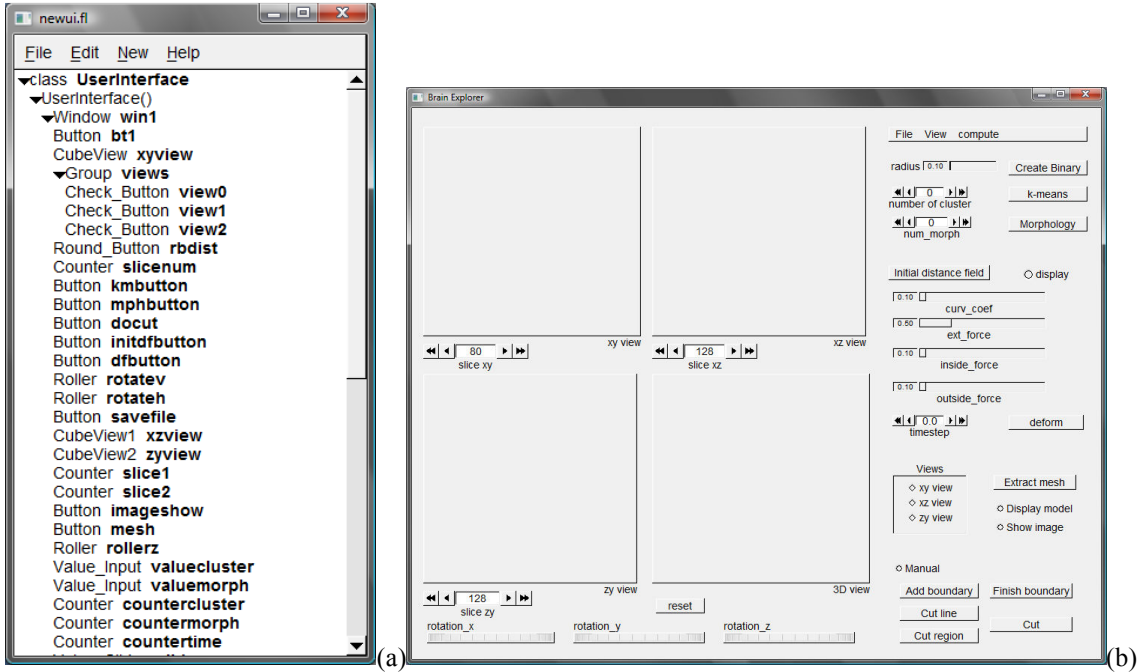 newui.fl
File Edit New Help
class UserInterface
UserInterface()
Window win1
Button bt1
CubeView xyview
Group views
Check_Button view0
Check_Button view1
Check_Button view2
Round_Button rbdist
Counter slicenum
Button kmbutton
Button mphbutton
Button docut
Button initdfbutton
Button dfbutton
Roller rotatev
Roller rotateh
Button savefile
CubeView1 xzview
CubeView2 zyview
Counter slice1
Counter slice2
Button imageshow
Button mesh
Roller rollerz
Value_Input valuecluster
Value_Input valuemorph
Counter countercluster
Counter countermorph
Counter countertime
(a)
Brain Explorer
xy view
80
slice xy
xz view
128
slice xz
zy view
128
slice zy
3D view
reset
rotation_x rotation_y rotation_z
File View compute
radius 0.10 Create Binary
0 k-means
number of cluster
0 Morphology
num_morph
Initial distance field display
0.10
curv_coef
0.60
ext_force
0.10
inside_force
0.10
outside_force
0.0 deform
timestep
Views
xy view
xz view
zy view
Extract mesh
Display model
Show image
Manual
Add boundary Finish boundary
Cut line
Cut region
Cut
(b)